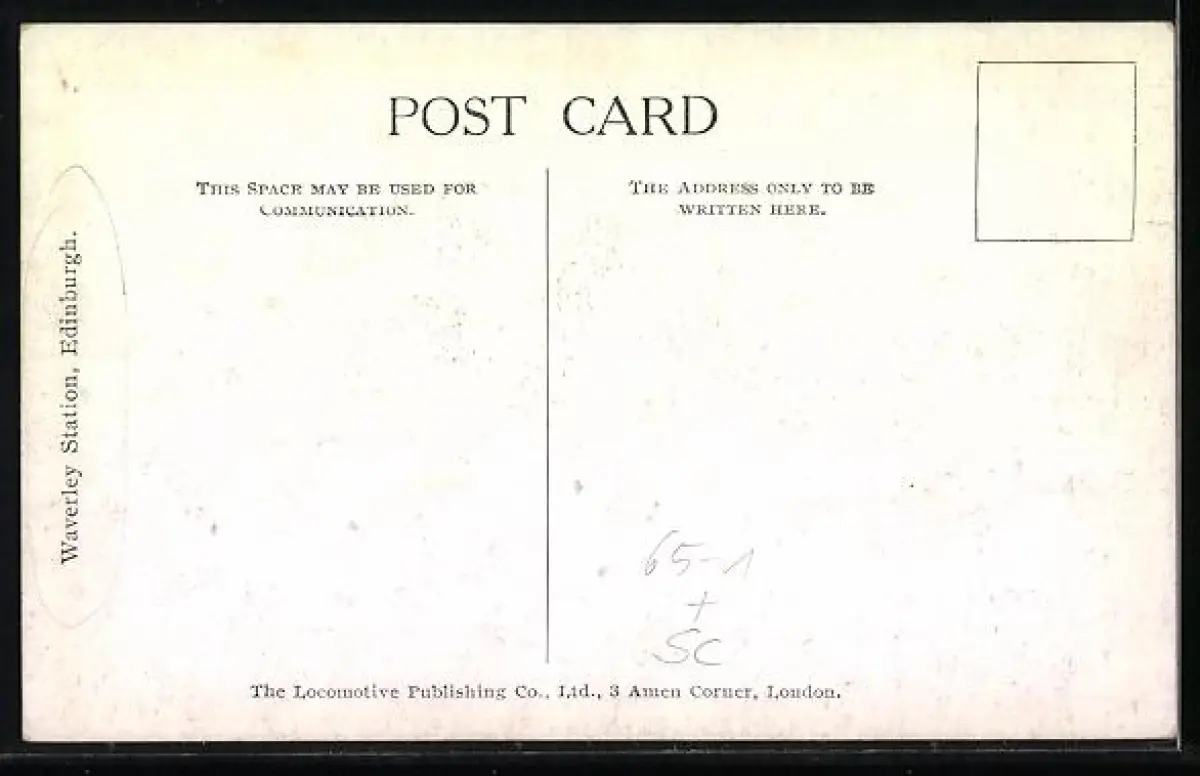 POST CARD
THIS SPACE MAY BE USED FOR
COMMUNICATION.
THE ADDRESS ONLY TO BE
WRITTEN HERE.
Waverley Station, Edinburgh.
65-1
+
SC
The Locomotive Publishing Co., Ltd., 3 Amen Corner, London.